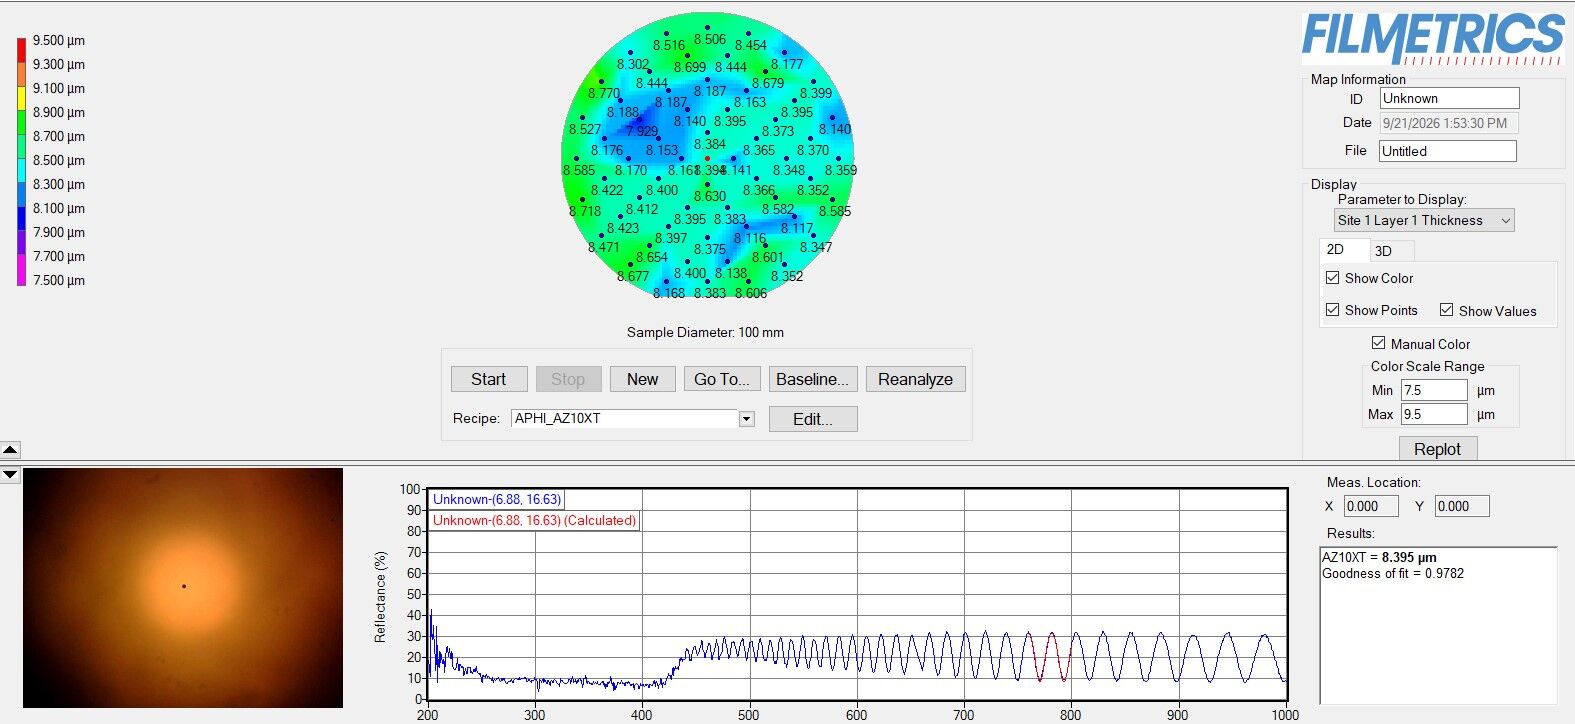 FILMETRICS
9.500 µm
9.300 µm
9.100 µm
8.900 µm
8.700 µm
8.500 µm
8.300 µm
8.100 µm
7.900 µm
7.700 µm
7.500 µm
8.506
8.516 8.454
8.302 8.699 8.444 8.177
8.444 8.679
8.770 8.187 8.399
8.187 8.163
8.188 8.140 8.395 8.395
8.527 7.929 8.373 8.140
8.384
8.176 8.153 8.365 8.370
8.585 8.170 8.161 8.394 8.141 8.348 8.359
8.422 8.400 8.366 8.352
8.630
8.718 8.412 8.582 8.585
8.395 8.383
8.423 8.117
8.397 8.116
8.471 8.375 8.347
8.654 8.601
8.677 8.400 8.138 8.352
8.168 8.383 8.606
Sample Diameter: 100 mm
Start Stop New Go To... Baseline... Reanalyze
Recipe: APHI_AZ10XT Edit...
Map Information
ID Unknown
Date 9/21/2026 1:53:30 PM
File Untitled
Display
Parameter to Display:
Site 1 Layer 1 Thickness
2D 3D
Show Color
Show Points Show Values
Manual Color
Color Scale Range
Min 7.5 µm
Max 9.5 µm
Replot
Reflectance (%)
100
90
80
70
60
50
40
30
20
10
0
Unknown-(6.88, 16.63)
Unknown-(6.88, 16.63) (Calculated)
200 300 400 500 600 700 800 900 1000
Meas. Location:
X 0.000 Y 0.000
Results:
AZ10XT = 8.395 µm
Goodness of fit = 0.9782